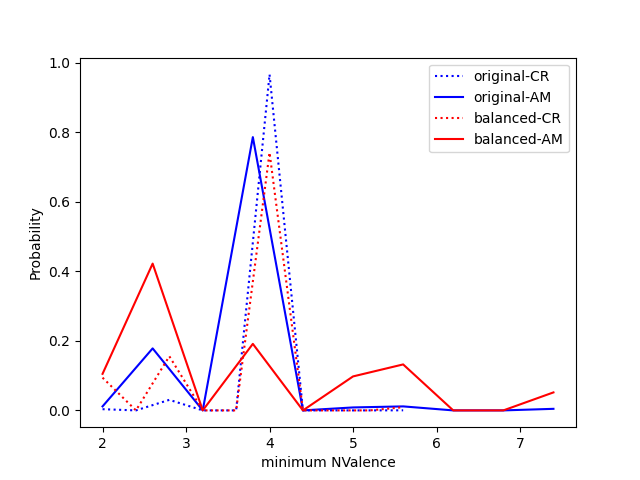 original-CR
original-AM
balanced-CR
balanced-AM
1.0
0.8
0.6
0.4
0.2
0.0
Probability
2 3 4 5 6 7
minimum NValence